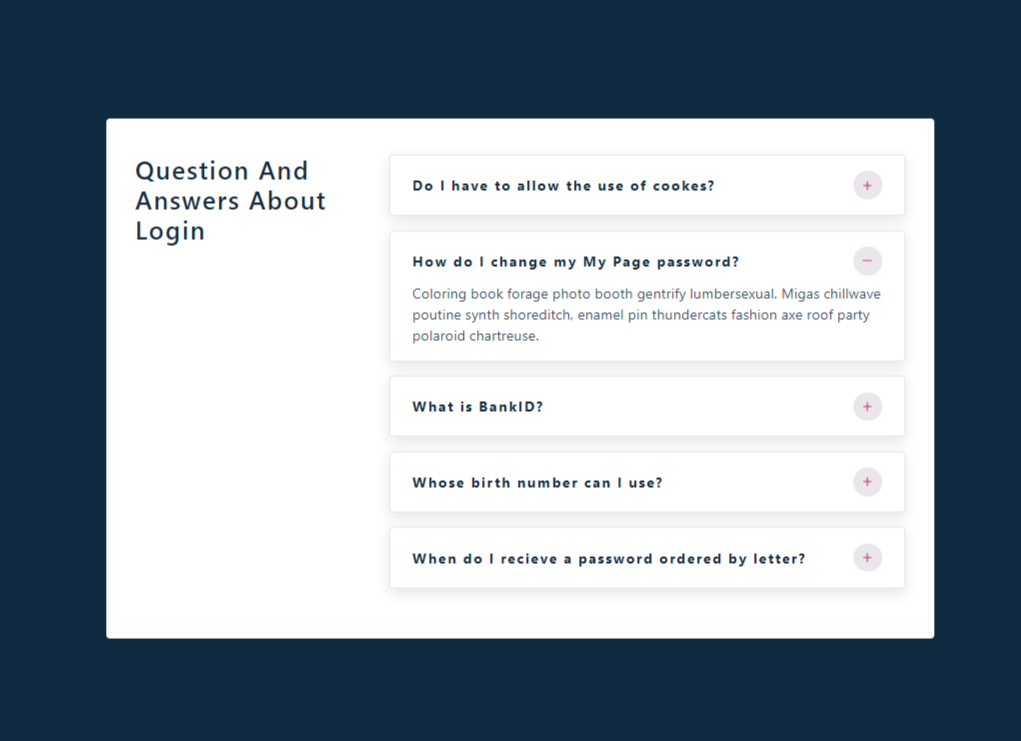 Question And
Answers About
Login
Do I have to allow the use of cookes?
How do I change my My Page password?
Coloring book forage photo booth gentrify lumbersexual. Migas chillwave
poutine synth shoreditch, enamel pin thundercats fashion axe roof party
polaroid chartreuse.
What is BankID?
Whose birth number can I use?
When do I recieve a password ordered by letter?